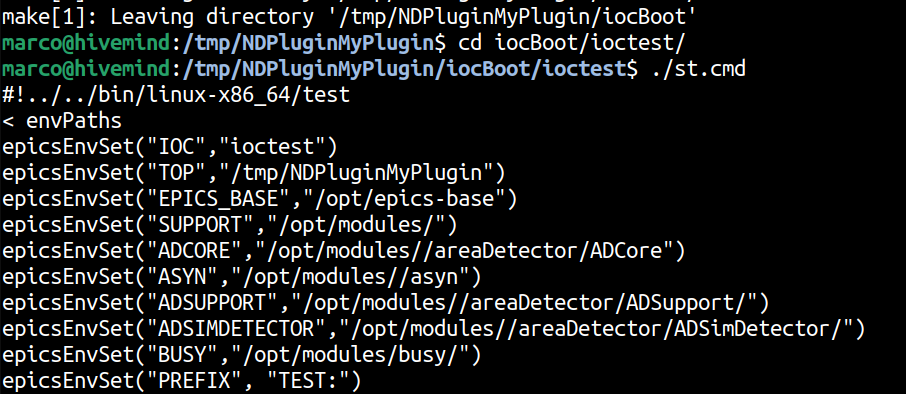 make[1]: Leaving directory '/tmp/NDPluginMyPlugin/iocBoot'
marco@hivemind:/tmp/NDPluginMyPlugin$ cd iocBoot/ioctest/
marco@hivemind:/tmp/NDPluginMyPlugin/iocBoot/ioctest$ ./st.cmd
#!../../bin/linux-x86_64/test
< envPaths
epicsEnvSet("IOC","ioctest")
epicsEnvSet("TOP","/tmp/NDPluginMyPlugin")
epicsEnvSet("EPICS_BASE","/opt/epics-base")
epicsEnvSet("SUPPORT","/opt/modules/")
epicsEnvSet("ADCORE","/opt/modules//areaDetector/ADCore")
epicsEnvSet("ASYN","/opt/modules//asyn")
epicsEnvSet("ADSUPPORT","/opt/modules//areaDetector/ADSupport/")
epicsEnvSet("ADSIMDETECTOR","/opt/modules//areaDetector/ADSimDetector/")
epicsEnvSet("BUSY","/opt/modules/busy/")
epicsEnvSet("PREFIX", "TEST:")